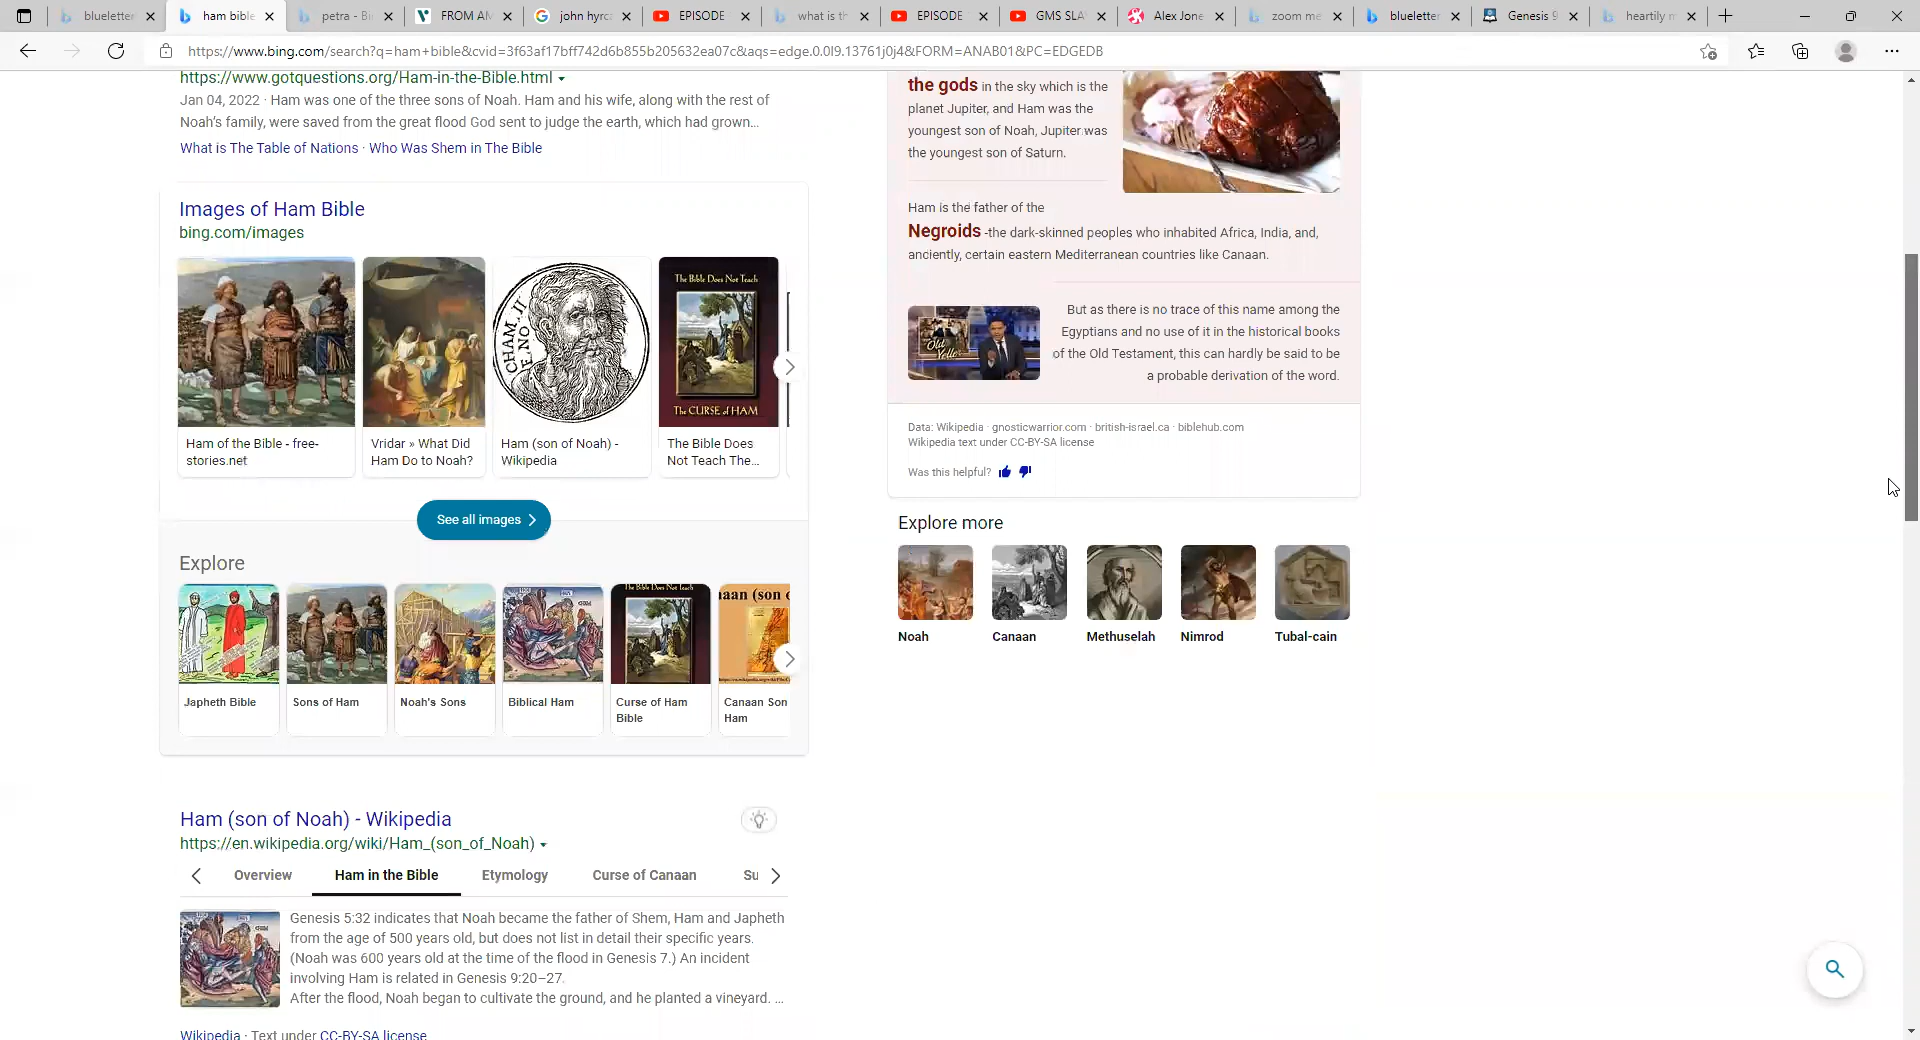 blueletter
ham bible
petra - Bi
FROM AM
john hyrca
EPISODE
what is th
EPISODE
GMS SLA
Alex Jone
zoom me
blueletter
Genesis 9
heartily m
https://www.bing.com/search?q=ham+bible&cvid=3f63af17bff742d6b855b205632ea07c&aqs=edge.0.0l9.13761j0j4&FORM=ANAB01&PC=EDGEDB
https://www.gotquestions.org/Ham-in-the-Bible.html
Jan 04, 2022 · Ham was one of the three sons of Noah. Ham and his wife, along with the rest of
Noah's family, were saved from the great flood God sent to judge the earth, which had grown...
What is The Table of Nations · Who Was Shem in The Bible
Images of Ham Bible
bing.com/images
The Bible Does Not Teach
The CURSE of HAM
CHAM. II
E. NO.
Ham of the Bible - free-
stories.net
Vridar » What Did
Ham Do to Noah?
Ham (son of Noah) -
Wikipedia
The Bible Does
Not Teach The...
See all images
Explore
The Bible Does Not Teach
naan (son o
Japheth Bible
Sons of Ham
Noah's Sons
Biblical Ham
Curse of Ham
Bible
Canaan Son
Ham
Ham (son of Noah) - Wikipedia
https://en.wikipedia.org/wiki/Ham_(son_of_Noah)
Overview
Ham in the Bible
Etymology
Curse of Canaan
Su
Genesis 5:32 indicates that Noah became the father of Shem, Ham and Japheth
from the age of 500 years old, but does not list in detail their specific years.
(Noah was 600 years old at the time of the flood in Genesis 7.) An incident
involving Ham is related in Genesis 9:20–27.
After the flood, Noah began to cultivate the ground, and he planted a vineyard. ...
Wikipedia · Text under CC-BY-SA license
the gods in the sky which is the
planet Jupiter, and Ham was the
youngest son of Noah, Jupiter was
the youngest son of Saturn.
Ham is the father of the
Negroids -the dark-skinned peoples who inhabited Africa, India, and,
anciently, certain eastern Mediterranean countries like Canaan.
Old
Yeller
But as there is no trace of this name among the
Egyptians and no use of it in the historical books
of the Old Testament, this can hardly be said to be
a probable derivation of the word.
Data: Wikipedia · gnosticwarrior.com · british-israel.ca · biblehub.com
Wikipedia text under CC-BY-SA license
Was this helpful?
Explore more
Noah
Canaan
Methuselah
Nimrod
Tubal-cain